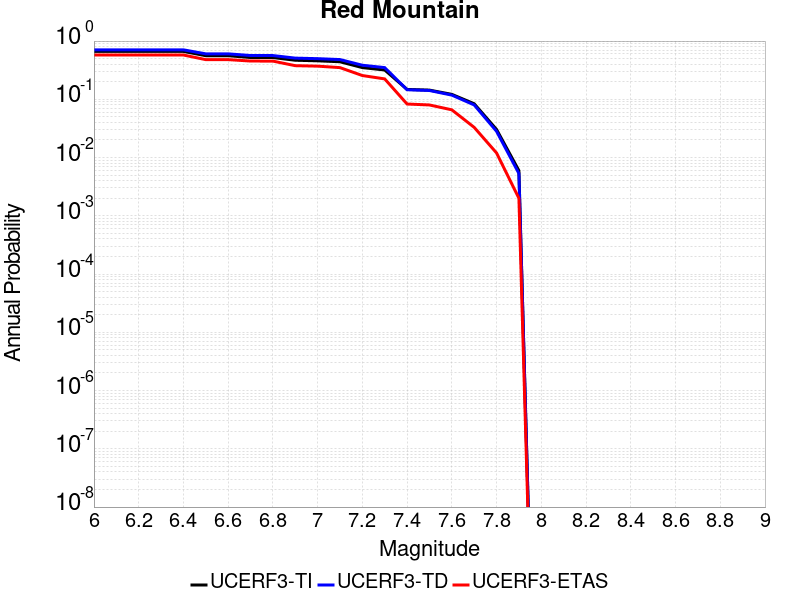 Red Mountain
10^0
10^-1
10^-2
10^-3
10^-4
10^-5
10^-6
10^-7
10^-8
Annual Probability
6 6.2 6.4 6.6 6.8 7 7.2 7.4 7.6 7.8 8 8.2 8.4 8.6 8.8 9
Magnitude
UCERF3-TI UCERF3-TD UCERF3-ETAS